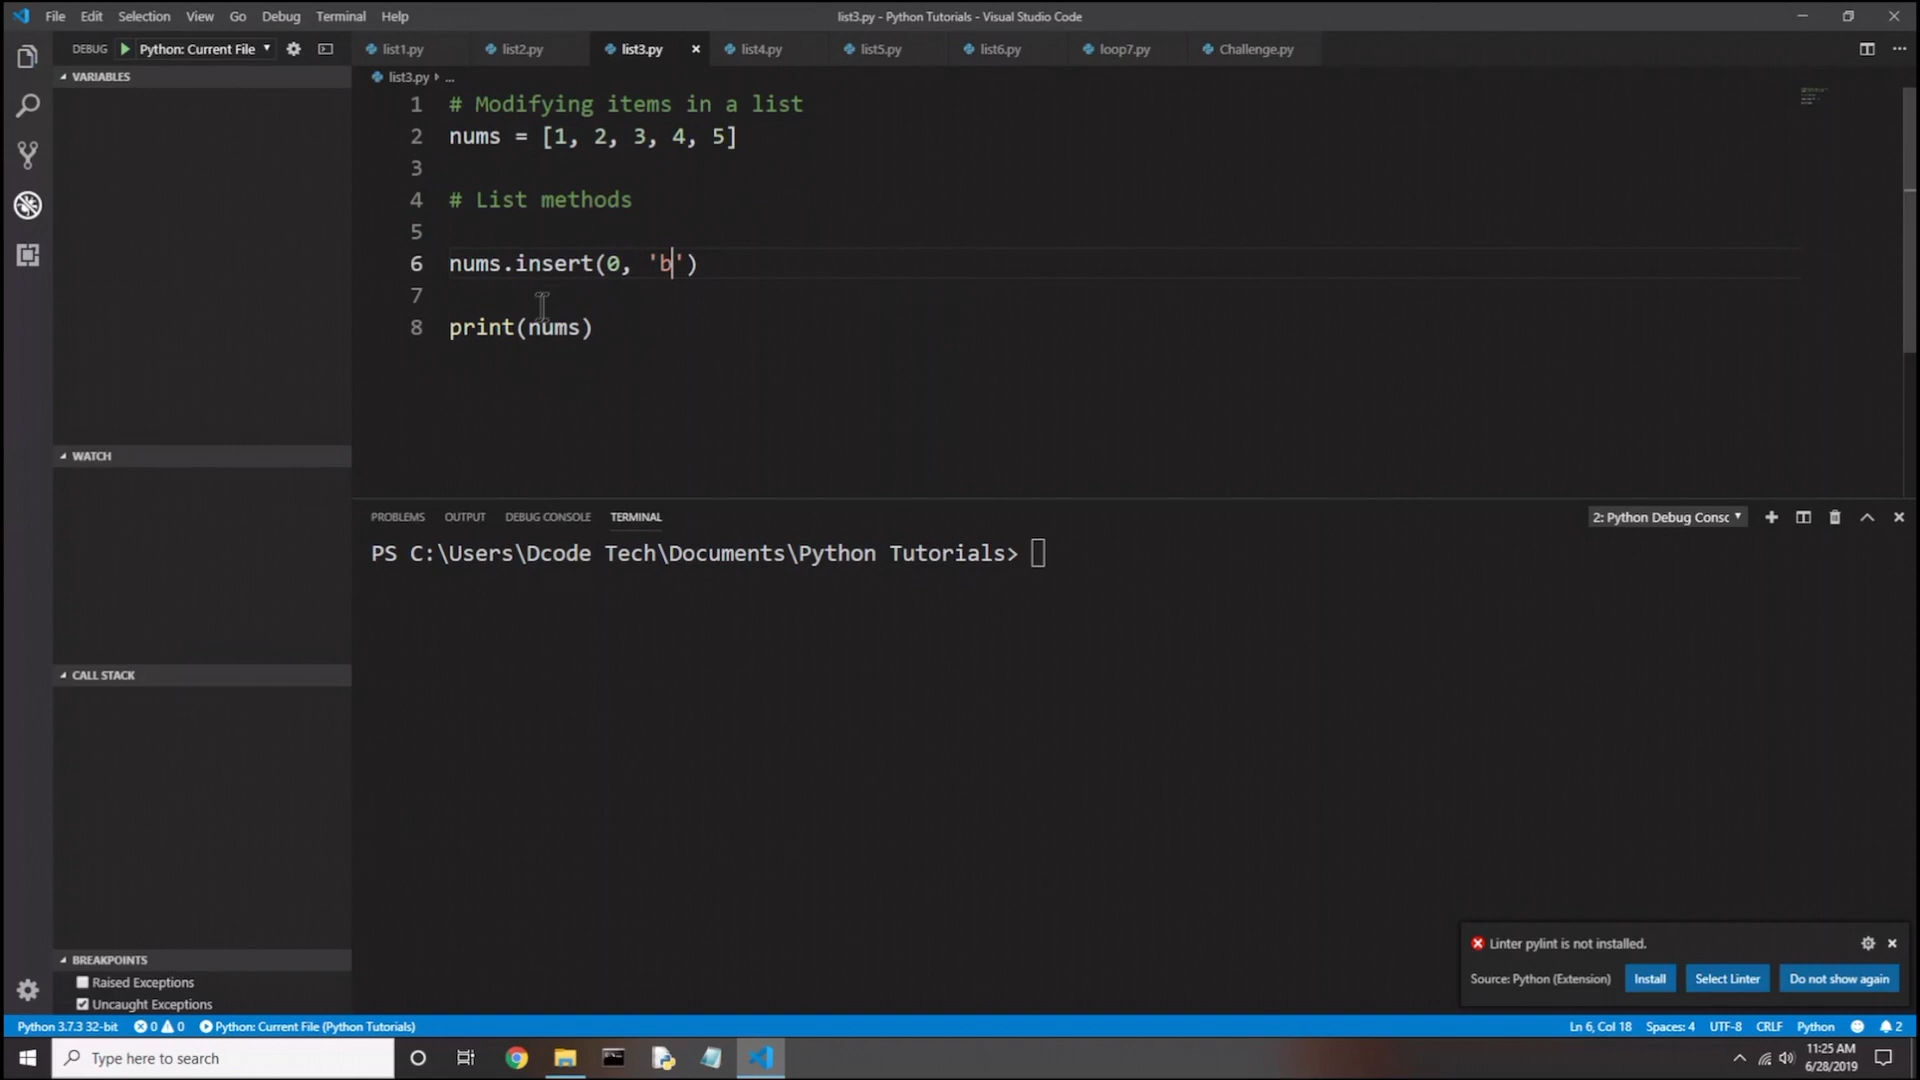 File Edit Selection View Go Debug Terminal Help
list3.py - Python Tutorials - Visual Studio Code
DEBUG Python: Current File
list1.py list2.py list3.py list4.py list5.py list6.py loop7.py Challenge.py
VARIABLES
list3.py ...
1 # Modifying items in a list
2 nums = [1, 2, 3, 4, 5]
3
4 # List methods
5
6 nums.insert(0, 'b')
7
8 print(nums)
WATCH
CALL STACK
BREAKPOINTS
Raised Exceptions
Uncaught Exceptions
PROBLEMS OUTPUT DEBUG CONSOLE TERMINAL
2: Python Debug Consc
PS C:\Users\Dcode Tech\Documents\Python Tutorials>
Linter pylint is not installed.
Source: Python (Extension) Install Select Linter Do not show again
Python 3.7.3 32-bit 0 0 Python: Current File (Python Tutorials)
Ln 6, Col 18 Spaces: 4 UTF-8 CRLF Python 2
Type here to search
11:25 AM
6/28/2019